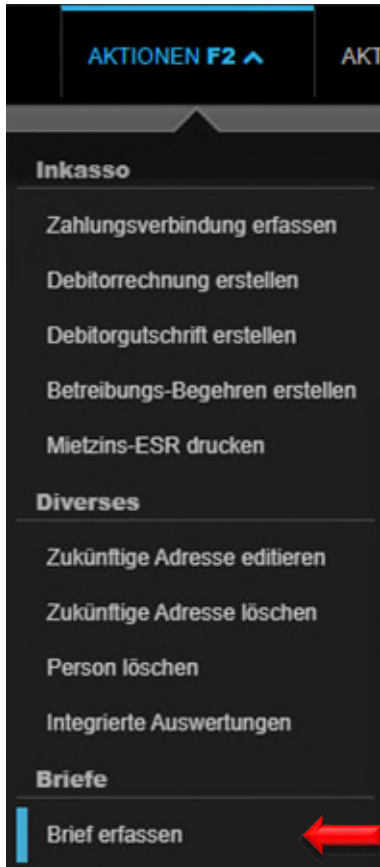 AKTIONEN F2
AKT
Inkasso
Zahlungsverbindung erfassen
Debitorrechnung erstellen
Debitorgutschrift erstellen
Betreibungs-Begehren erstellen
Mietzins-ESR drucken
Diverses
Zukünftige Adresse editieren
Zukünftige Adresse löschen
Person löschen
Integrierte Auswertungen
Briefe
Brief erfassen